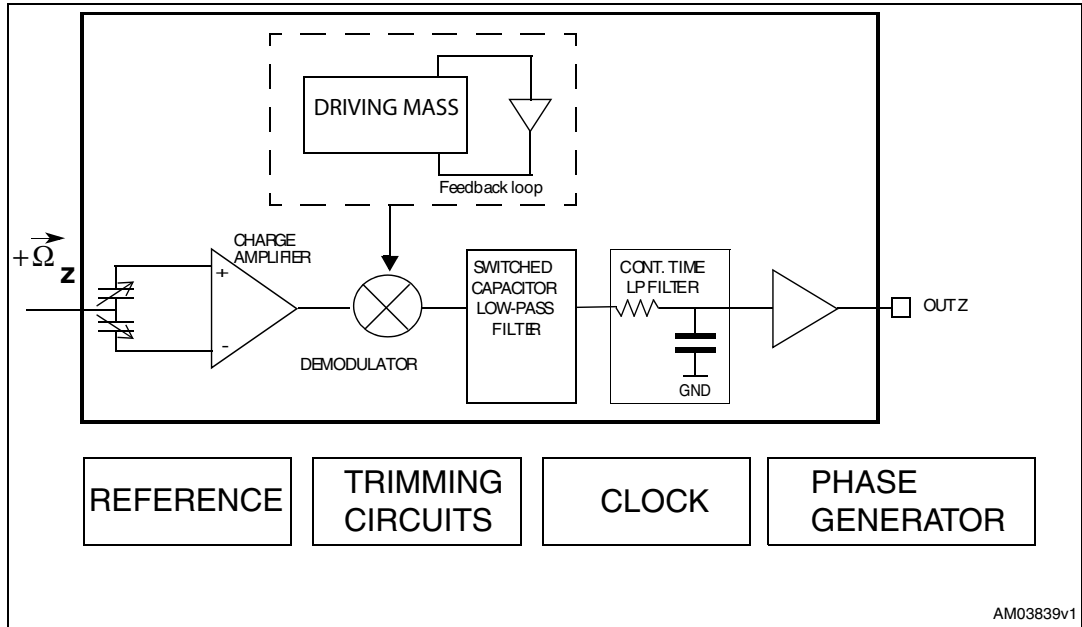 DRIVING MASS
Feedback loop
+Ω
z
CHARGE
AMPLIFIER
+
-
DEMODULATOR
SWITCHED
CAPACITOR
LOW-PASS
FILTER
CONT. TIME
LP FILTER
GND
OUTZ
REFERENCE
TRIMMING
CIRCUITS
CLOCK
PHASE
GENERATOR
AM03839v1